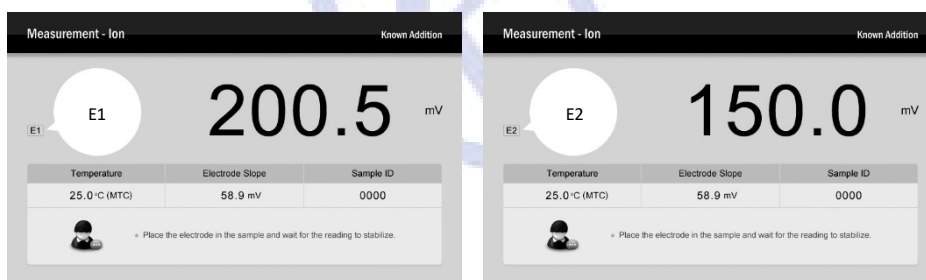 Measurement - Ion Known Addition
E1
E1
200.5 mV
Temperature Electrode Slope Sample ID
25.0°C (MTC) 58.9 mV 0000
Place the electrode in the sample and wait for the reading to stabilize.
Measurement - Ion Known Addition
E2
E2
150.0 mV
Temperature Electrode Slope Sample ID
25.0°C (MTC) 58.9 mV 0000
Place the electrode in the sample and wait for the reading to stabilize.